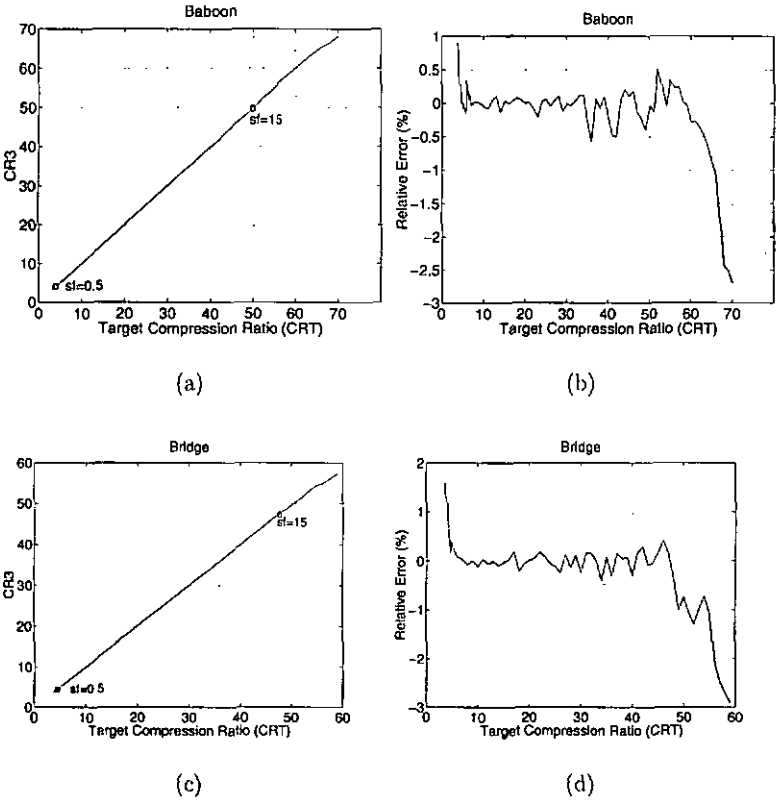 Baboon
70
60
50
40
30
20
10
0
CR3
sf=15
sf=0.5
0 10 20 30 40 50 60 70
Target Compression Ratio (CRT)
(a)
Baboon
1
0.5
0
−0.5
−1
−1.5
−2
−2.5
−3
Relative Error (%)
10 20 30 40 50 60 70
Target Compression Ratio (CRT)
(b)
Bridge
60
50
40
30
20
10
0
CR3
sf=15
sf=0.5
0 10 20 30 40 50 60
Target Compression Ratio (CRT)
(c)
Bridge
2
1
0
−1
−2
−3
Relative Error (%)
0 10 20 30 40 50 60
Target Compression Ratio (CRT)
(d)